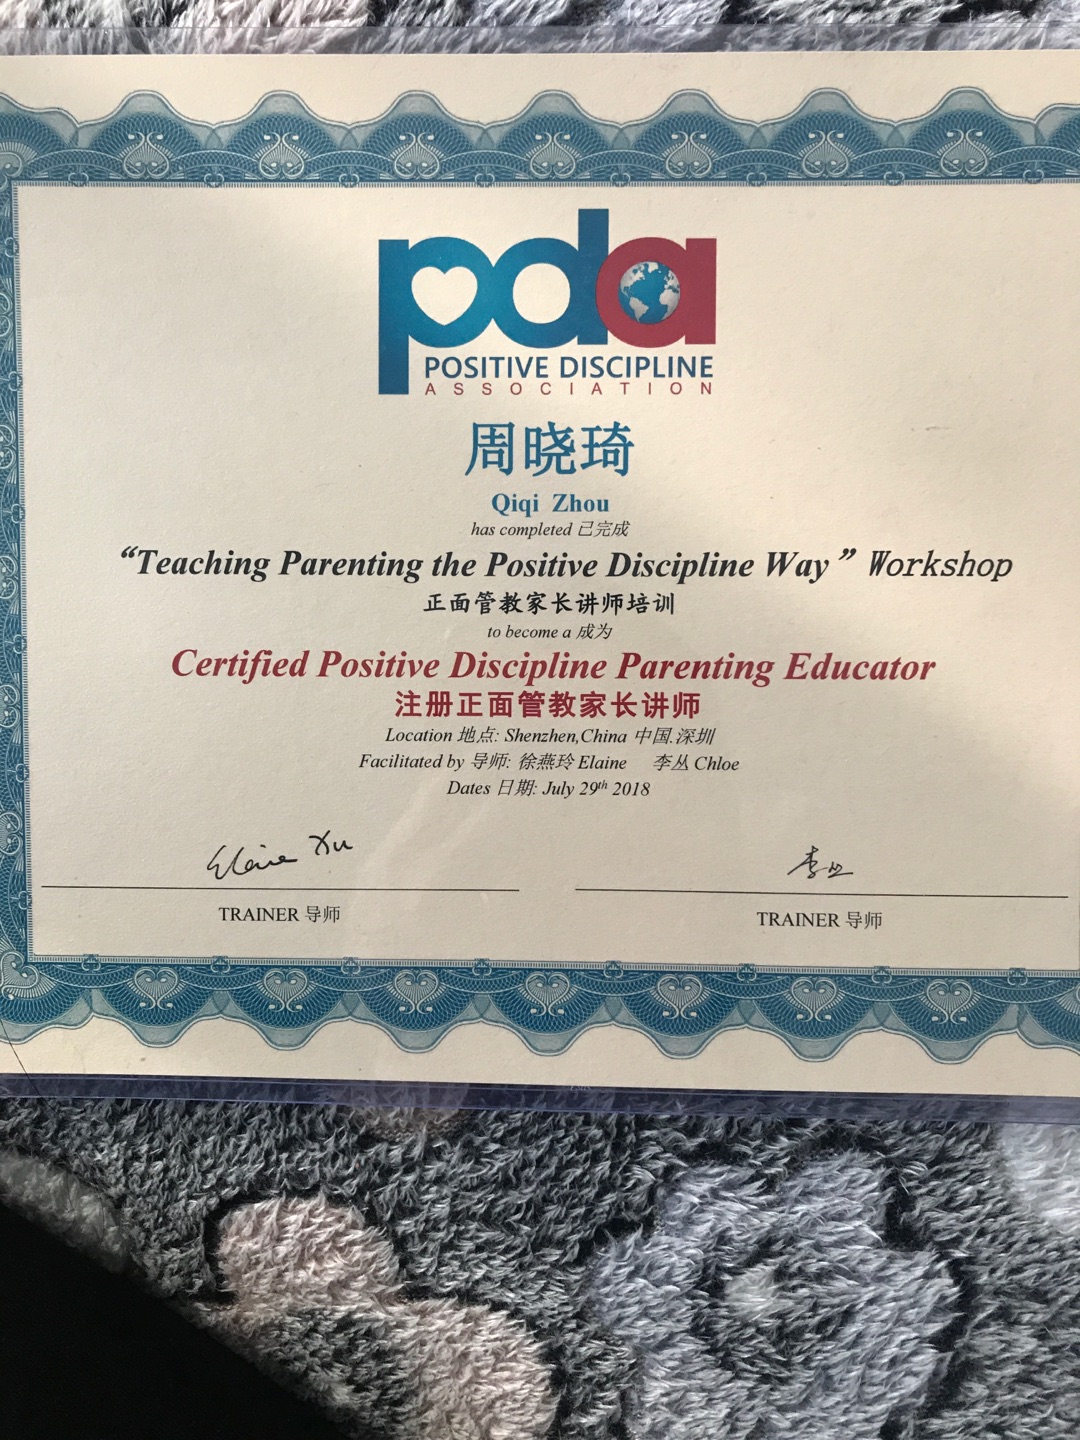 pda
POSITIVE DISCIPLINE
ASSOCIATION
周晓琦
Qiqi Zhou
has completed 已完成
“Teaching Parenting the Positive Discipline Way” Workshop
正面管教家长讲师培训
to become a 成为
Certified Positive Discipline Parenting Educator
注册正面管教家长讲师
Location 地点: Shenzhen,China 中国.深圳
Facilitated by 导师: 徐燕玲 Elaine 李丛 Chloe
Dates 日期: July 29th 2018
Elaine Xu 李丛
TRAINER 导师 TRAINER 导师